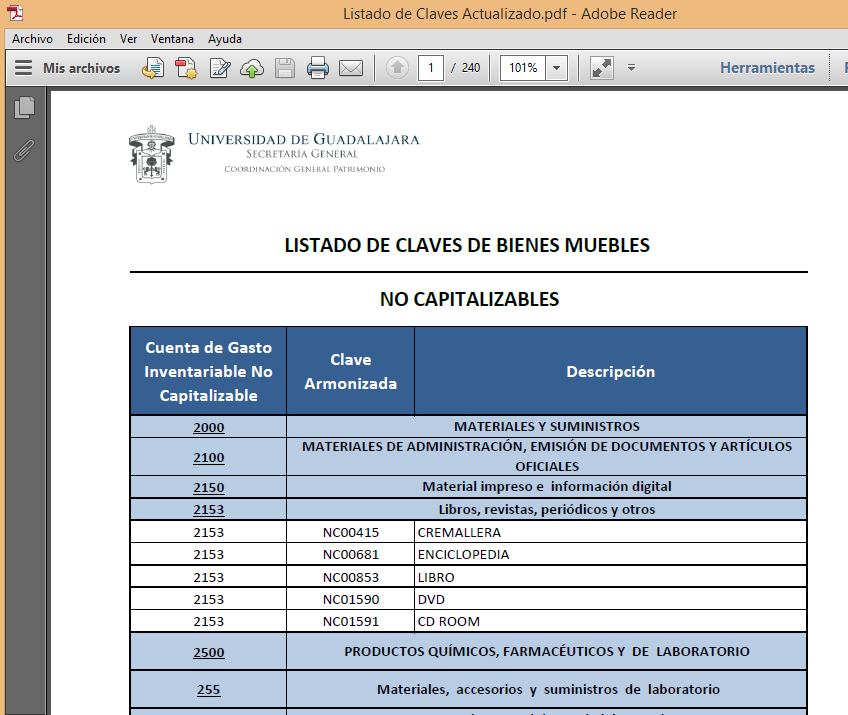 Listado de Claves Actualizado.pdf - Adobe Reader
Archivo Edición Ver Ventana Ayuda
Mis archivos 1 / 240 101% Herramientas
UNIVERSIDAD DE GUADALAJARA
SECRETARÍA GENERAL
COORDINACIÓN GENERAL PATRIMONIO
LISTADO DE CLAVES DE BIENES MUEBLES
NO CAPITALIZABLES
Cuenta de Gasto
Inventariable No
Capitalizable
Clave
Armonizada
Descripción
2000 MATERIALES Y SUMINISTROS
2100 MATERIALES DE ADMINISTRACIÓN, EMISIÓN DE DOCUMENTOS Y ARTÍCULOS
OFICIALES
2150 Material impreso e información digital
2153 Libros, revistas, periódicos y otros
2153 NC00415 CREMALLERA
2153 NC00681 ENCICLOPEDIA
2153 NC00853 LIBRO
2153 NC01590 DVD
2153 NC01591 CD ROOM
2500 PRODUCTOS QUÍMICOS, FARMACÉUTICOS Y DE LABORATORIO
255 Materiales, accesorios y suministros de laboratorio